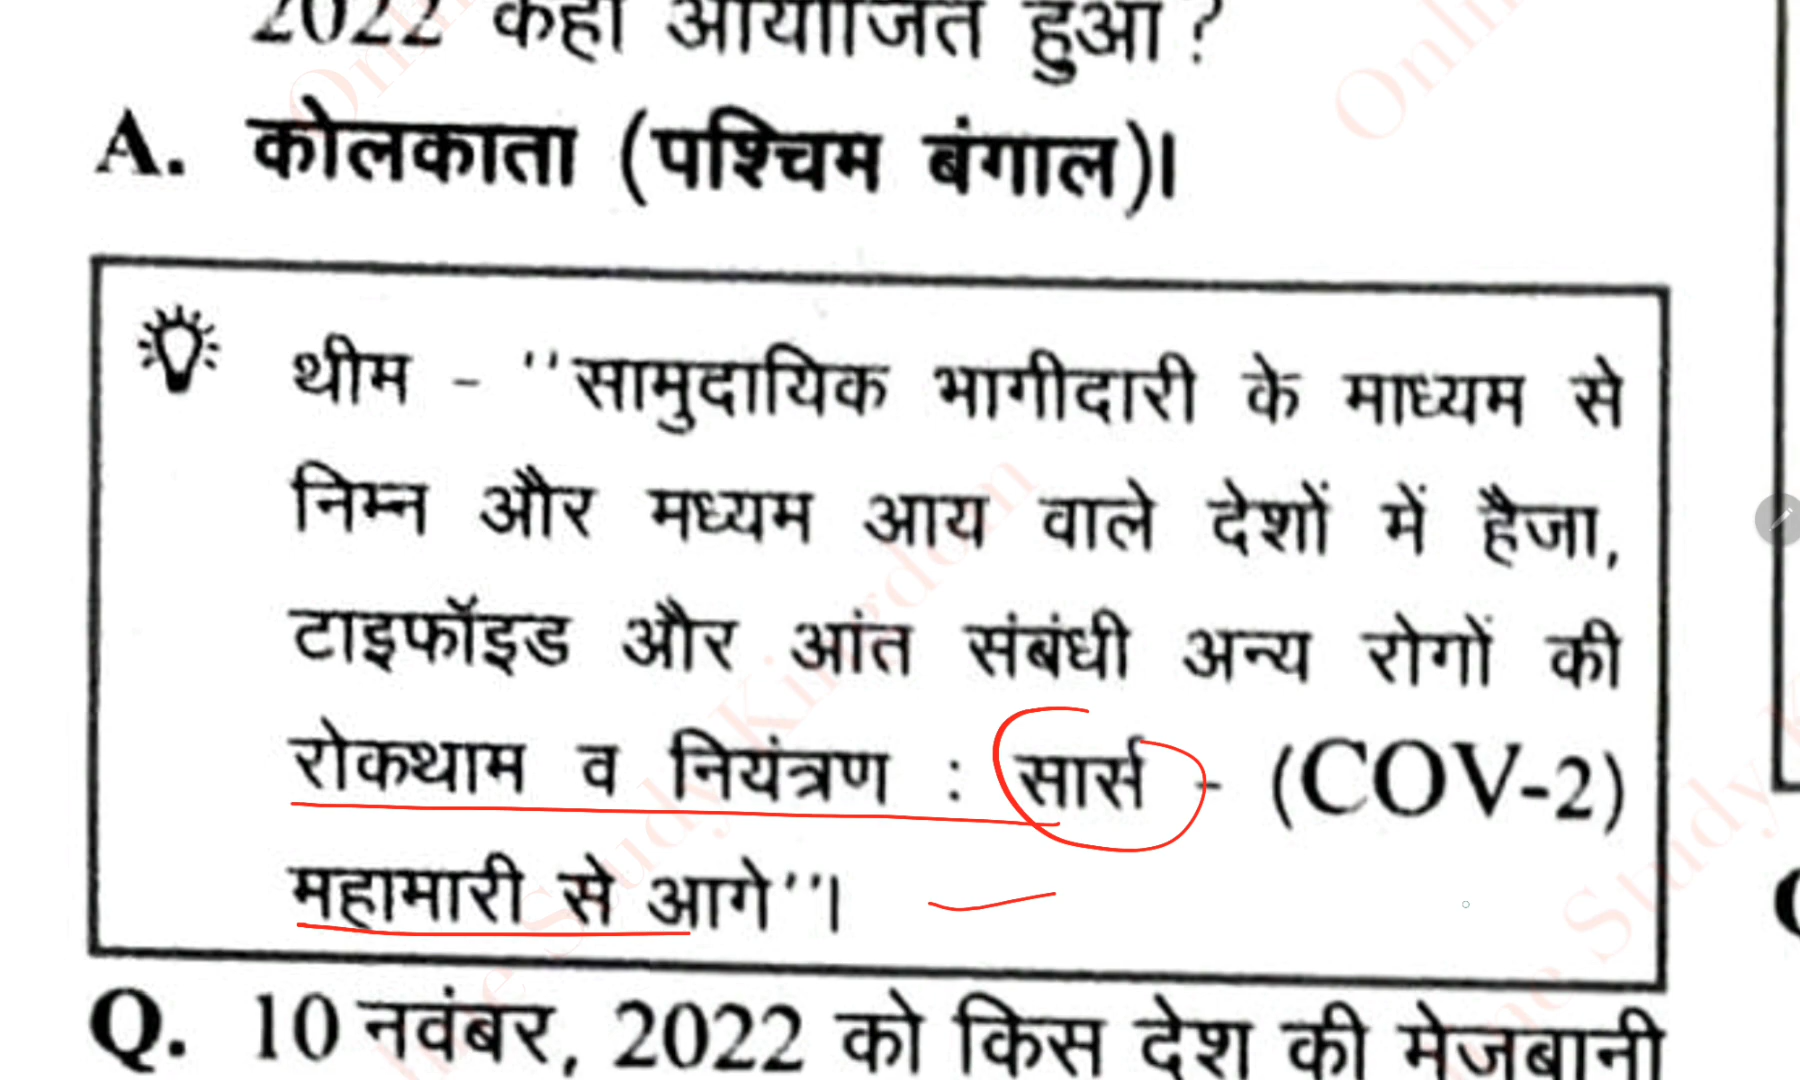 2022 कहाँ आयोजित हुआ?
A. कोलकाता (पश्चिम बंगाल)।
थीम - ''सामुदायिक भागीदारी के माध्यम से
निम्न और मध्यम आय वाले देशों में हैजा,
टाइफॉइड और आंत संबंधी अन्य रोगों की
रोकथाम व नियंत्रण : सार्स - (COV-2)
महामारी से आगे''।
Q. 10 नवंबर, 2022 को किस देश की मेजबानी